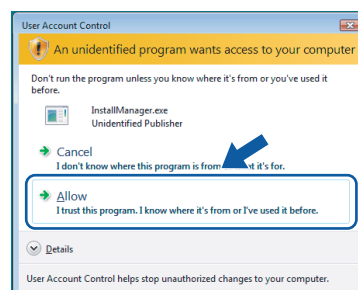 User Account Control
An unidentified program wants access to your computer
Don't run the program unless you know where it's from or you've used it
before.
InstallManager.exe
Unidentified Publisher
Cancel
I don't know where this program is from it's for.
Allow
I trust this program. I know where it's from or I've used it before.
Details
User Account Control helps stop unauthorized changes to your computer.